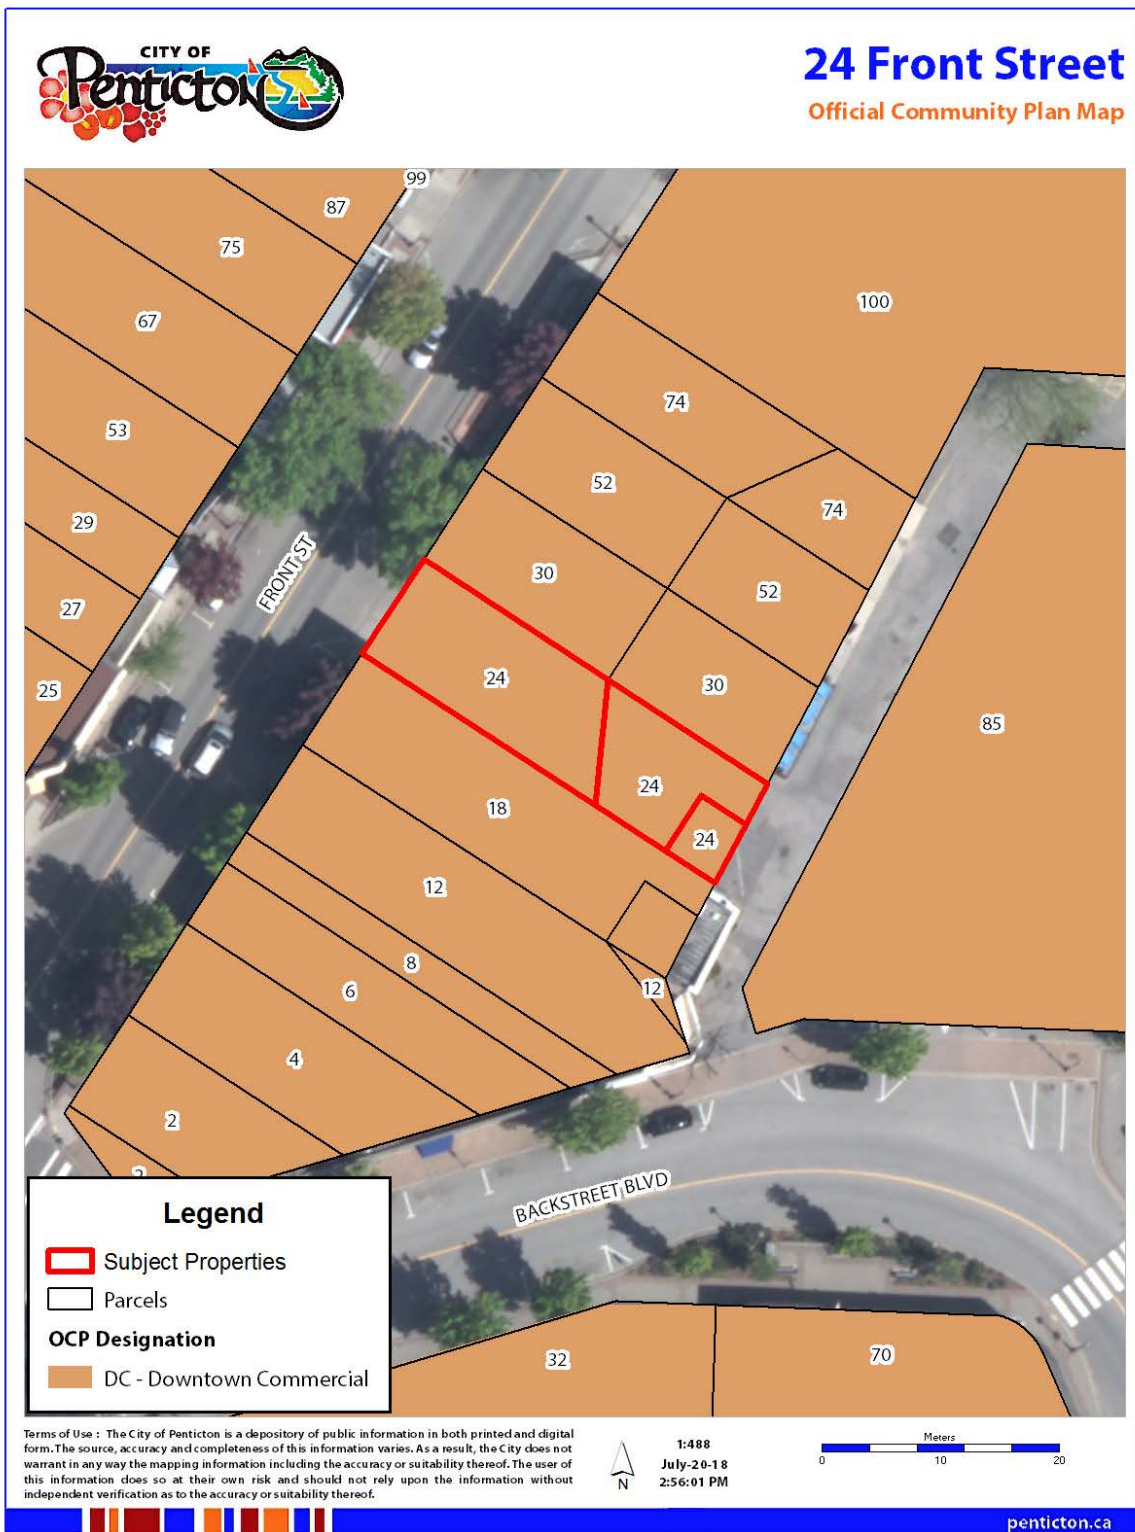 CITY OF
Penticton
24 Front Street
Official Community Plan Map
99
87
75
67
100
53
74
52
74
29
30
52
FRONT ST
27
24
30
25
85
24
18
24
12
8
12
6
4
2
2
BACKSTREET BLVD
Legend
Subject Properties
Parcels
OCP Designation
DC - Downtown Commercial
32
70
Terms of Use : The City of Penticton is a depository of public information in both printed and digital
form. The source, accuracy and completeness of this information varies. As a result, the City does not
warrant in any way the mapping information including the accuracy or suitability thereof. The user of
this information does so at their own risk and should not rely upon the information without
independent verification as to the accuracy or suitability thereof.
N
1:488
July-20-18
2:56:01 PM
Meters
0 10 20
penticton.ca